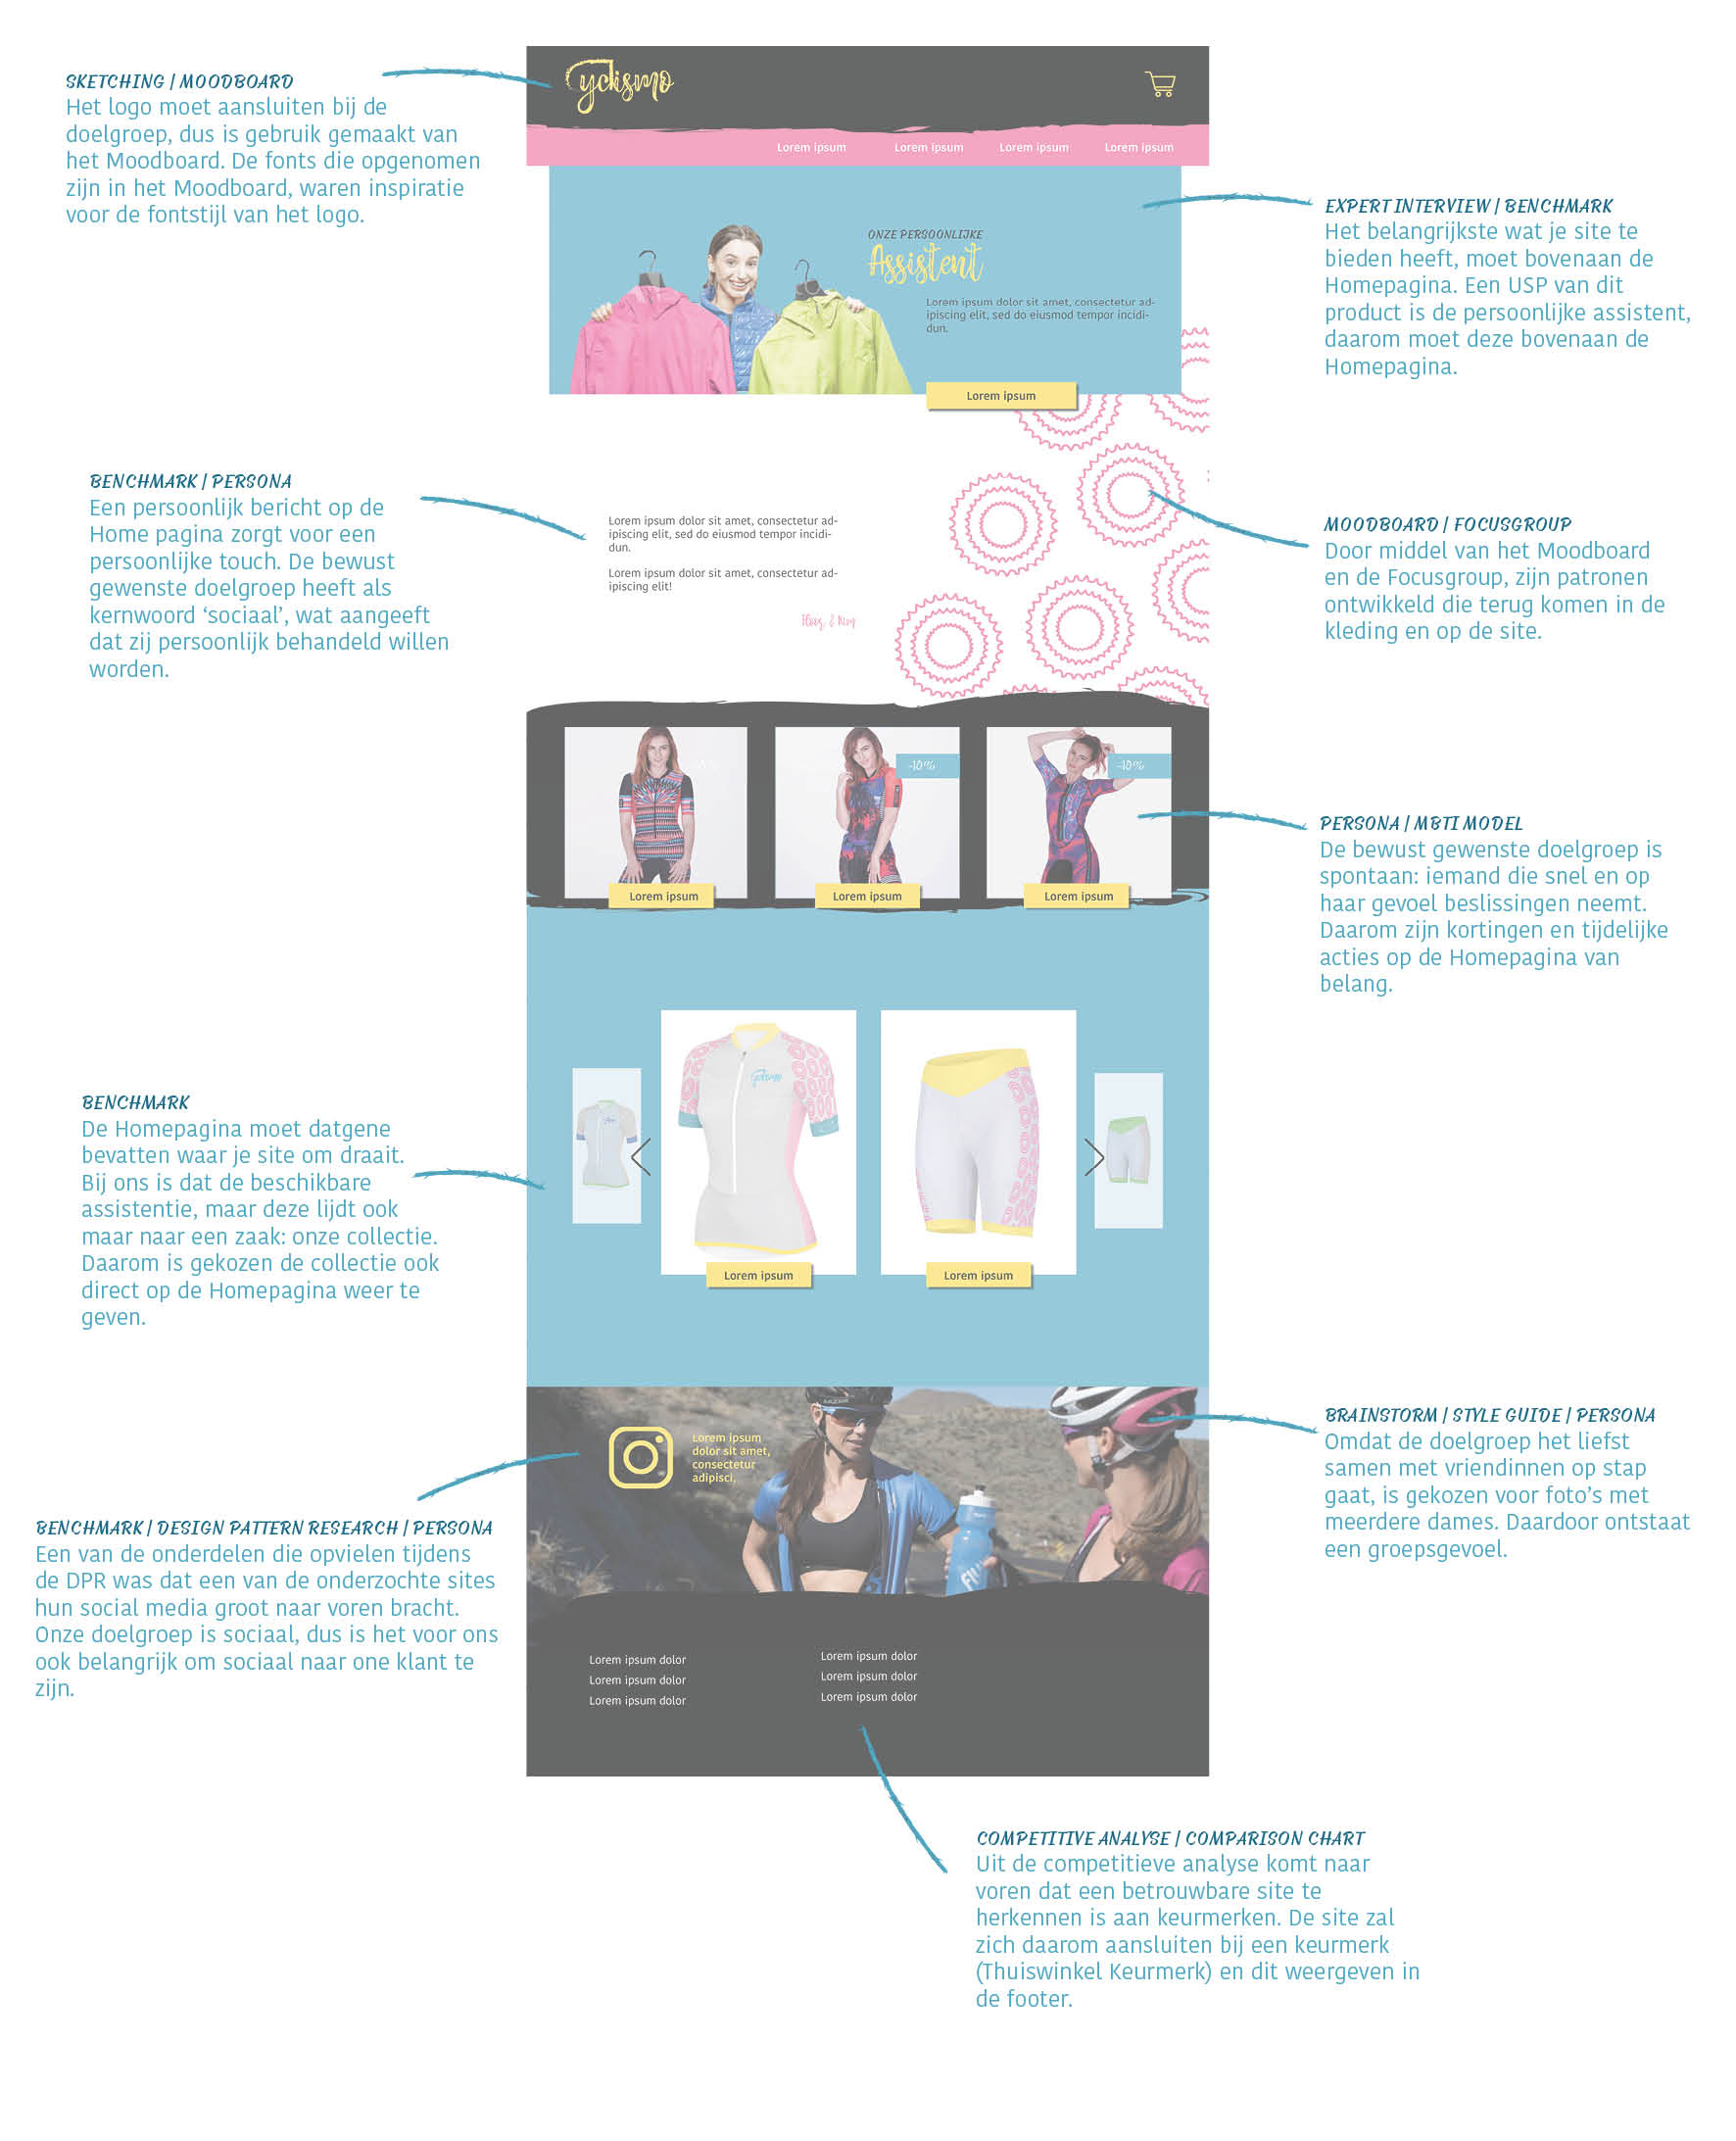 SKETCHING / MOODBOARD
Het logo moet aansluiten bij de
doelgroep, dus is gebruik gemaakt van
het Moodboard. De fonts die opgenomen
zijn in het Moodboard, waren inspiratie
voor de fontstijl van het logo.
Cyclismo
Lorem ipsum Lorem ipsum Lorem ipsum Lorem ipsum
ONZE PERSOONLIJKE
Assistent
Lorem ipsum dolor sit amet, consectetur ad-
ipiscing elit, sed do eiusmod tempor incidi-
dun.
Lorem ipsum
EXPERT INTERVIEW / BENCHMARK
Het belangrijkste wat je site te
bieden heeft, moet bovenaan de
Homepagina. Een USP van dit
product is de persoonlijke assistent,
daarom moet deze bovenaan de
Homepagina.
BENCHMARK / PERSONA
Een persoonlijk bericht op de
Home pagina zorgt voor een
persoonlijke touch. De bewust
gewenste doelgroep heeft als
kernwoord ‘sociaal’, wat aangeeft
dat zij persoonlijk behandeld willen
worden.
Lorem ipsum dolor sit amet, consectetur ad-
ipiscing elit, sed do eiusmod tempor incidi-
dun.
Lorem ipsum dolor sit amet, consectetur ad-
ipiscing elit!
MOODBOARD / FOCUSGROUP
Door middel van het Moodboard
en de Focusgroup, zijn patronen
ontwikkeld die terug komen in de
kleding en op de site.
-10%
-10%
Lorem ipsum
Lorem ipsum
Lorem ipsum
PERSONA / MBTI MODEL
De bewust gewenste doelgroep is
spontaan: iemand die snel en op
haar gevoel beslissingen neemt.
Daarom zijn kortingen en tijdelijke
acties op de Homepagina van
belang.
BENCHMARK
De Homepagina moet datgene
bevatten waar je site om draait.
Bij ons is dat de beschikbare
assistentie, maar deze lijdt ook
maar naar een zaak: onze collectie.
Daarom is gekozen de collectie ook
direct op de Homepagina weer te
geven.
Cyclismo
Lorem ipsum
Lorem ipsum
BRAINSTORM / STYLE GUIDE / PERSONA
Omdat de doelgroep het liefst
samen met vriendinnen op stap
gaat, is gekozen voor foto’s met
meerdere dames. Daardoor ontstaat
een groepsgevoel.
Lorem ipsum
dolor sit amet,
consectetur
adipisci,
BENCHMARK / DESIGN PATTERN RESEARCH / PERSONA
Een van de onderdelen die opvielen tijdens
de DPR was dat een van de onderzochte sites
hun social media groot naar voren bracht.
Onze doelgroep is sociaal, dus is het voor ons
ook belangrijk om sociaal naar one klant te
zijn.
Lorem ipsum dolor
Lorem ipsum dolor
Lorem ipsum dolor
Lorem ipsum dolor
Lorem ipsum dolor
Lorem ipsum dolor
COMPETITIVE ANALYSE / COMPARISON CHART
Uit de competitieve analyse komt naar
voren dat een betrouwbare site te
herkennen is aan keurmerken. De site zal
zich daarom aansluiten bij een keurmerk
(Thuiswinkel Keurmerk) en dit weergeven in
de footer.